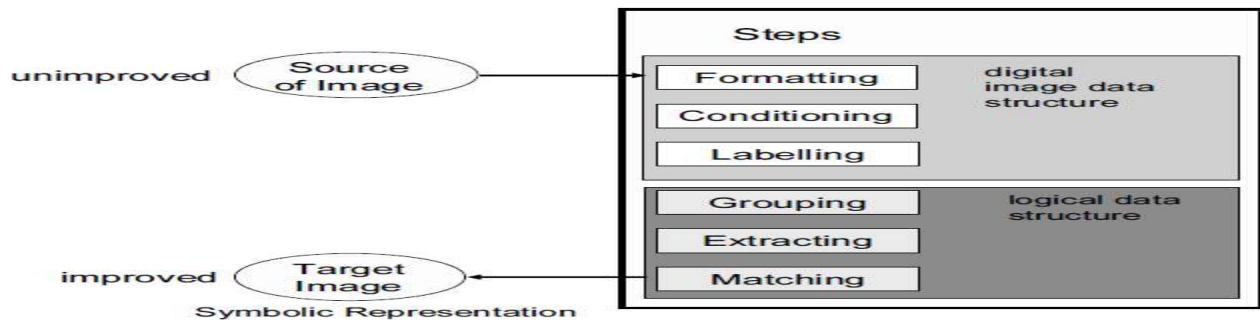 Steps
unimproved
Source
of Image
Formatting
digital
image data
structure
Conditioning
Labelling
Grouping
logical data
structure
Extracting
improved
Target
Image
Matching
Symbolic Representation